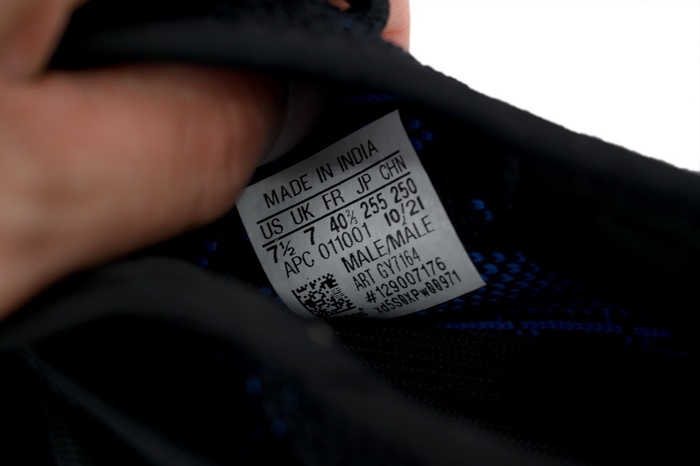 MADE IN INDIA
US UK FR JP CHN
7½ 7 40⅔ 255 250
APC 011001 10/21
MALE/MALE
ART GY7164
#129007176
xd5S0XPw00971